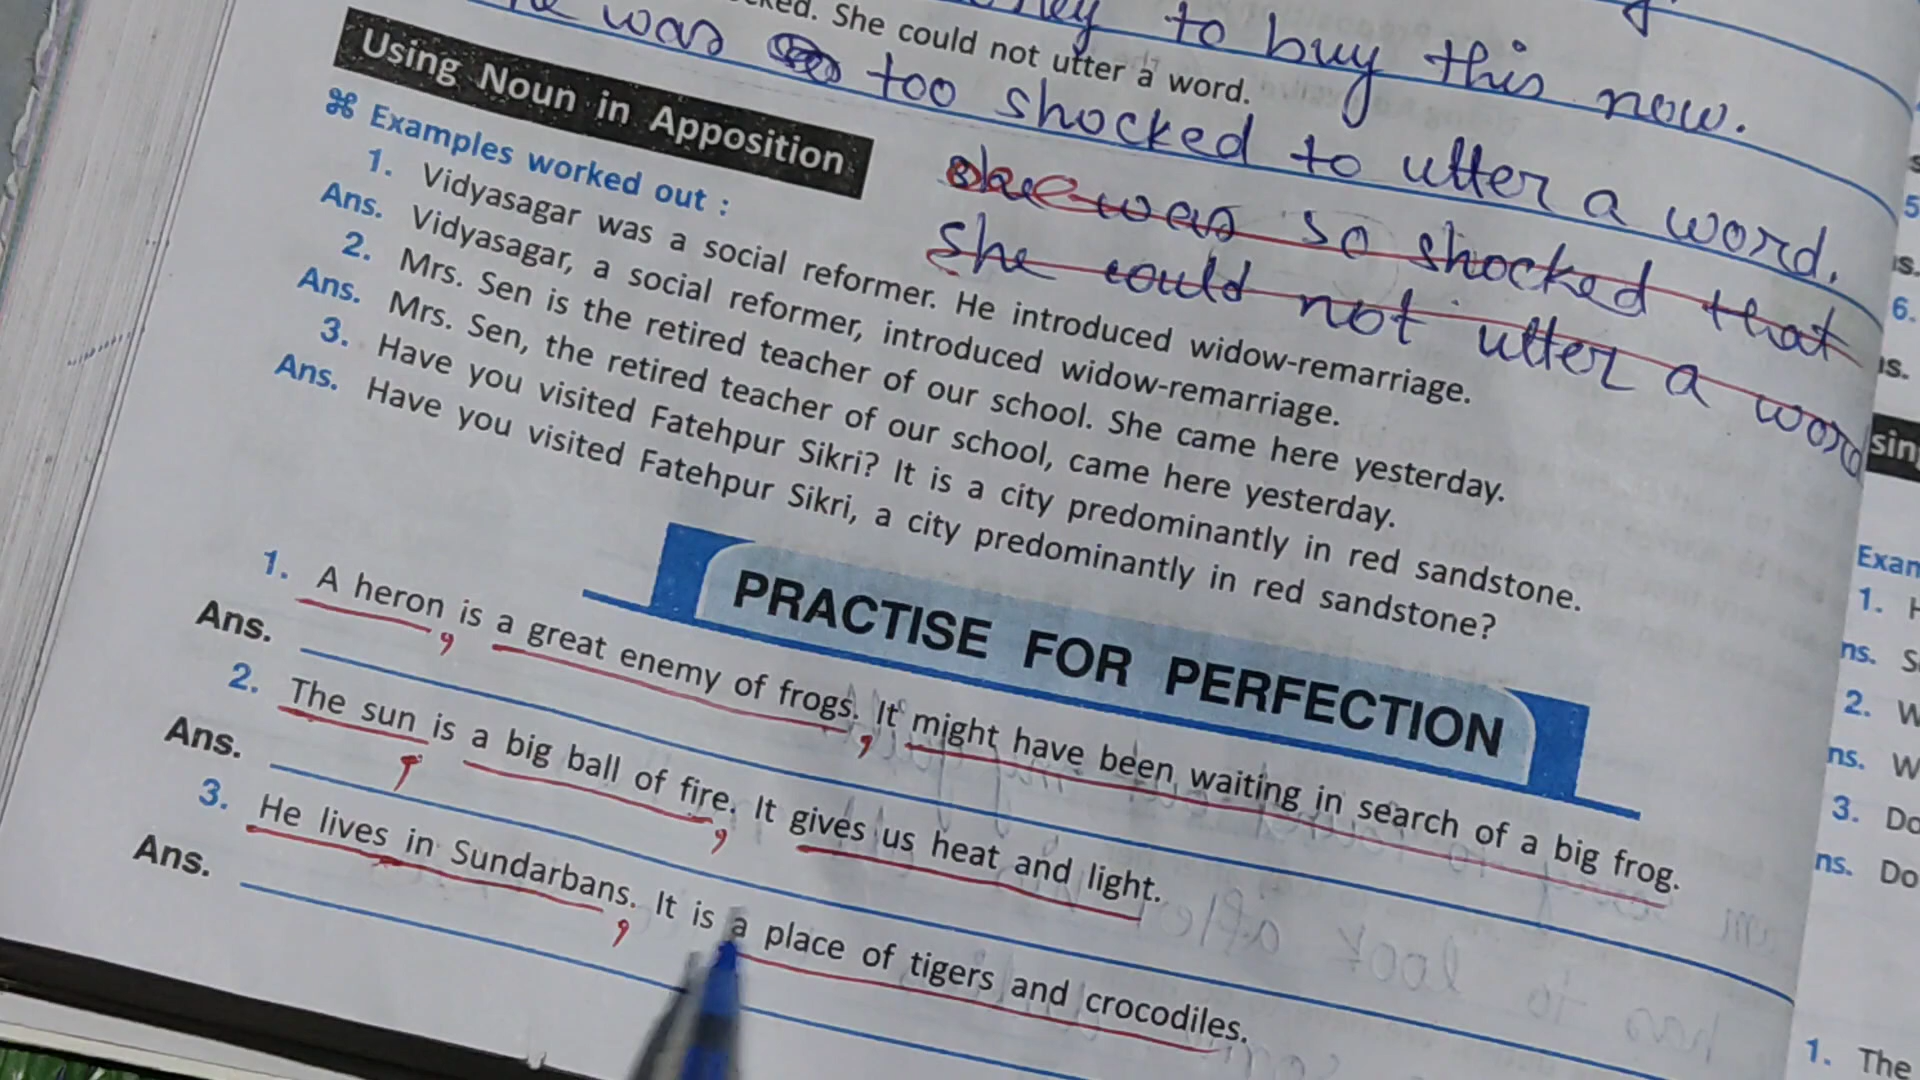 to buy this now.
She could not utter a word.
was too shocked to utter a word.
Using Noun in Apposition
she was so shocked that
⌘ Examples worked out :
she could not utter a word
1. Vidyasagar was a social reformer. He introduced widow-remarriage.
Ans. Vidyasagar, a social reformer, introduced widow-remarriage.
2. Mrs. Sen is the retired teacher of our school. She came here yesterday.
Ans. Mrs. Sen, the retired teacher of our school, came here yesterday.
3. Have you visited Fatehpur Sikri? It is a city predominantly in red sandstone.
Ans. Have you visited Fatehpur Sikri, a city predominantly in red sandstone?
PRACTISE FOR PERFECTION
1. A heron is a great enemy of frogs. It might have been waiting in search of a big frog.
Ans.
2. The sun is a big ball of fire. It gives us heat and light.
Ans.
3. He lives in Sundarbans. It is a place of tigers and crocodiles.
Ans.
5
6.
Exam
1.
2. W
3. Do
Do
1. The